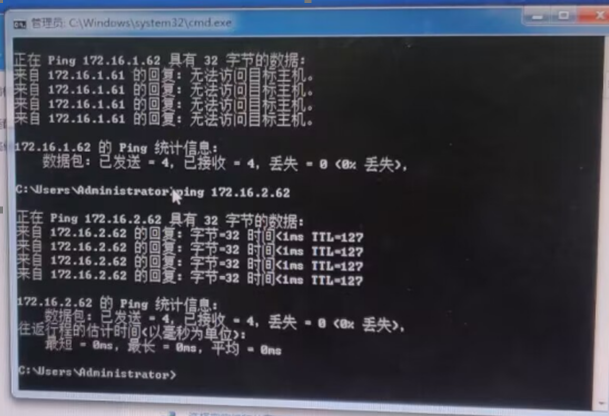 管理员: C:\Windows\system32\cmd.exe
正在 Ping 172.16.1.62 具有 32 字节的数据:
来自 172.16.1.61 的回复: 无法访问目标主机。
来自 172.16.1.61 的回复: 无法访问目标主机。
来自 172.16.1.61 的回复: 无法访问目标主机。
来自 172.16.1.61 的回复: 无法访问目标主机。
172.16.1.62 的 Ping 统计信息:
数据包: 已发送 = 4, 已接收 = 4, 丢失 = 0 (0% 丢失),
C:\Users\Administrator>ping 172.16.2.62
正在 Ping 172.16.2.62 具有 32 字节的数据:
来自 172.16.2.62 的回复: 字节=32 时间<1ms TTL=127
来自 172.16.2.62 的回复: 字节=32 时间<1ms TTL=127
来自 172.16.2.62 的回复: 字节=32 时间<1ms TTL=127
来自 172.16.2.62 的回复: 字节=32 时间<1ms TTL=127
172.16.2.62 的 Ping 统计信息:
数据包: 已发送 = 4, 已接收 = 4, 丢失 = 0 (0% 丢失),
往返行程的估计时间(以毫秒为单位):
最短 = 0ms, 最长 = 0ms, 平均 = 0ms
C:\Users\Administrator>